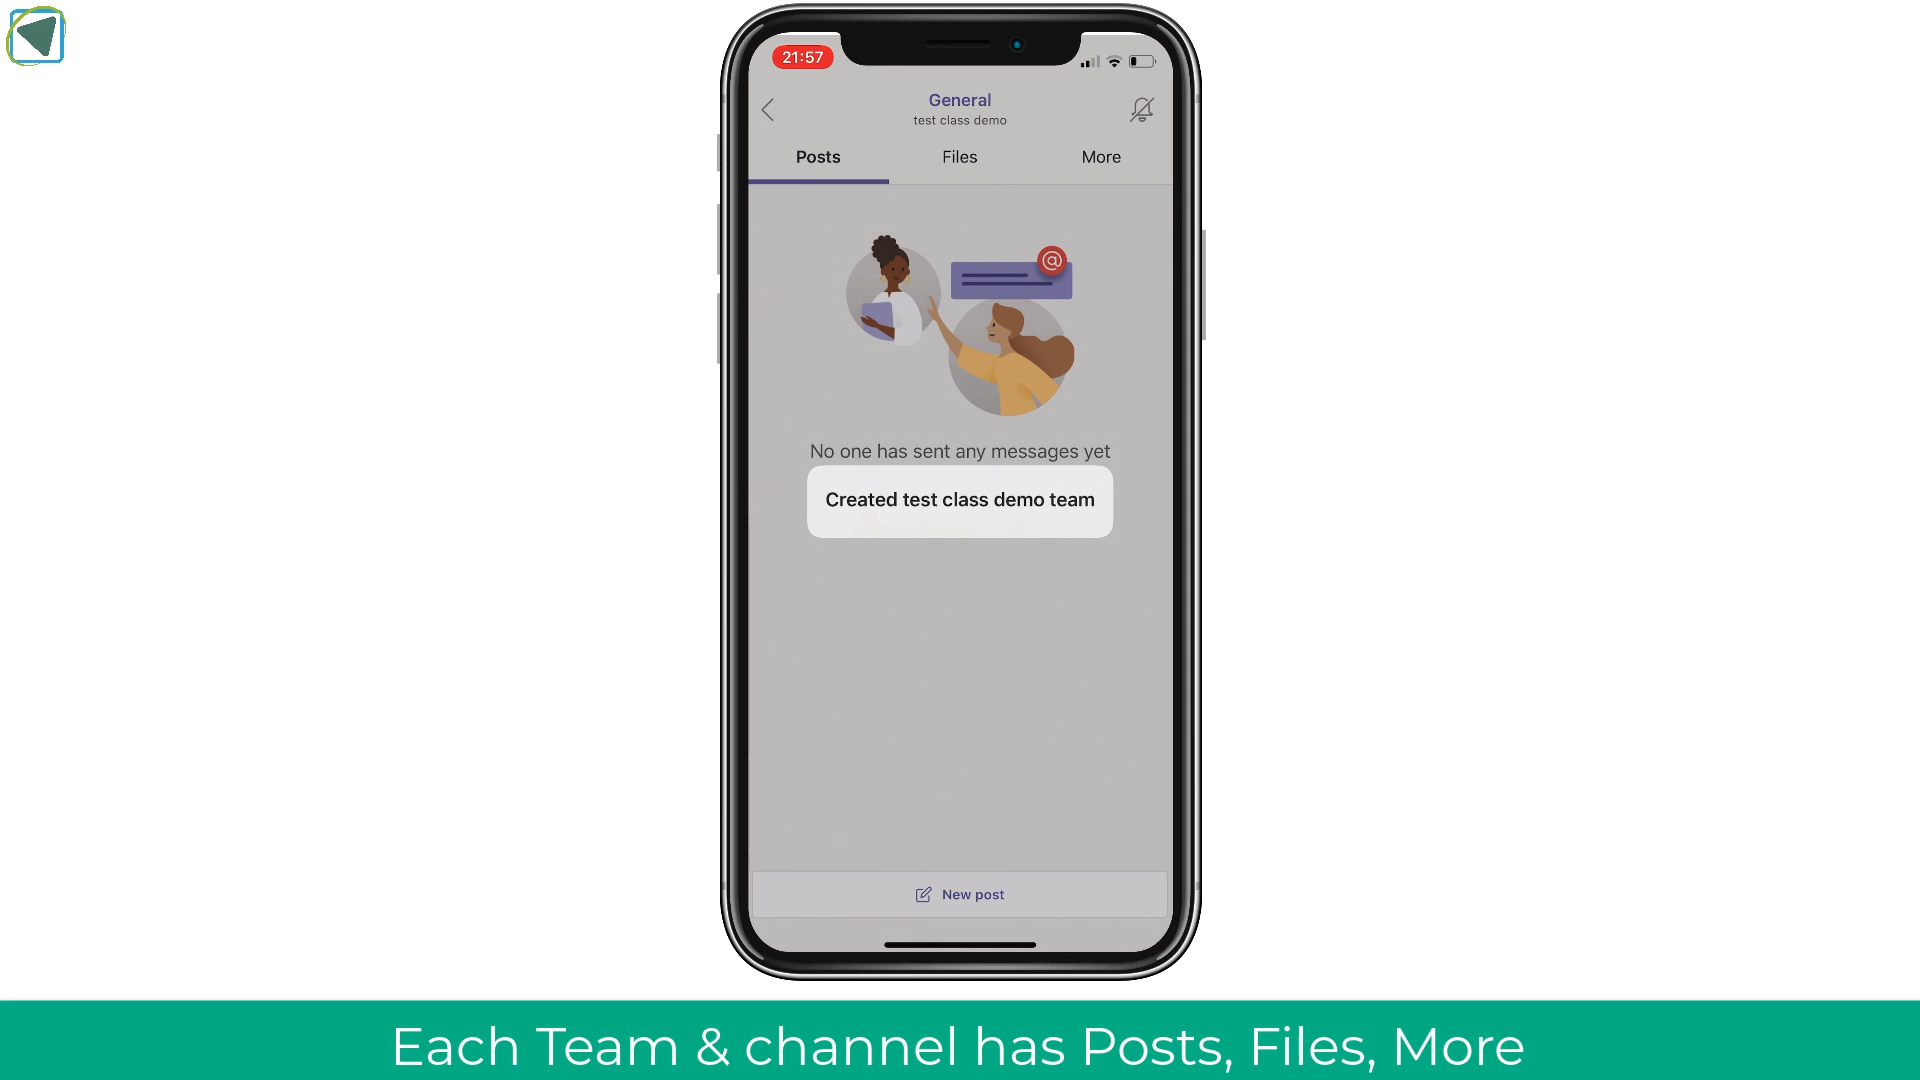 21:57
General
test class demo
Posts Files More
@
No one has sent any messages yet
Created test class demo team
New post
Each Team & channel has Posts, Files, More